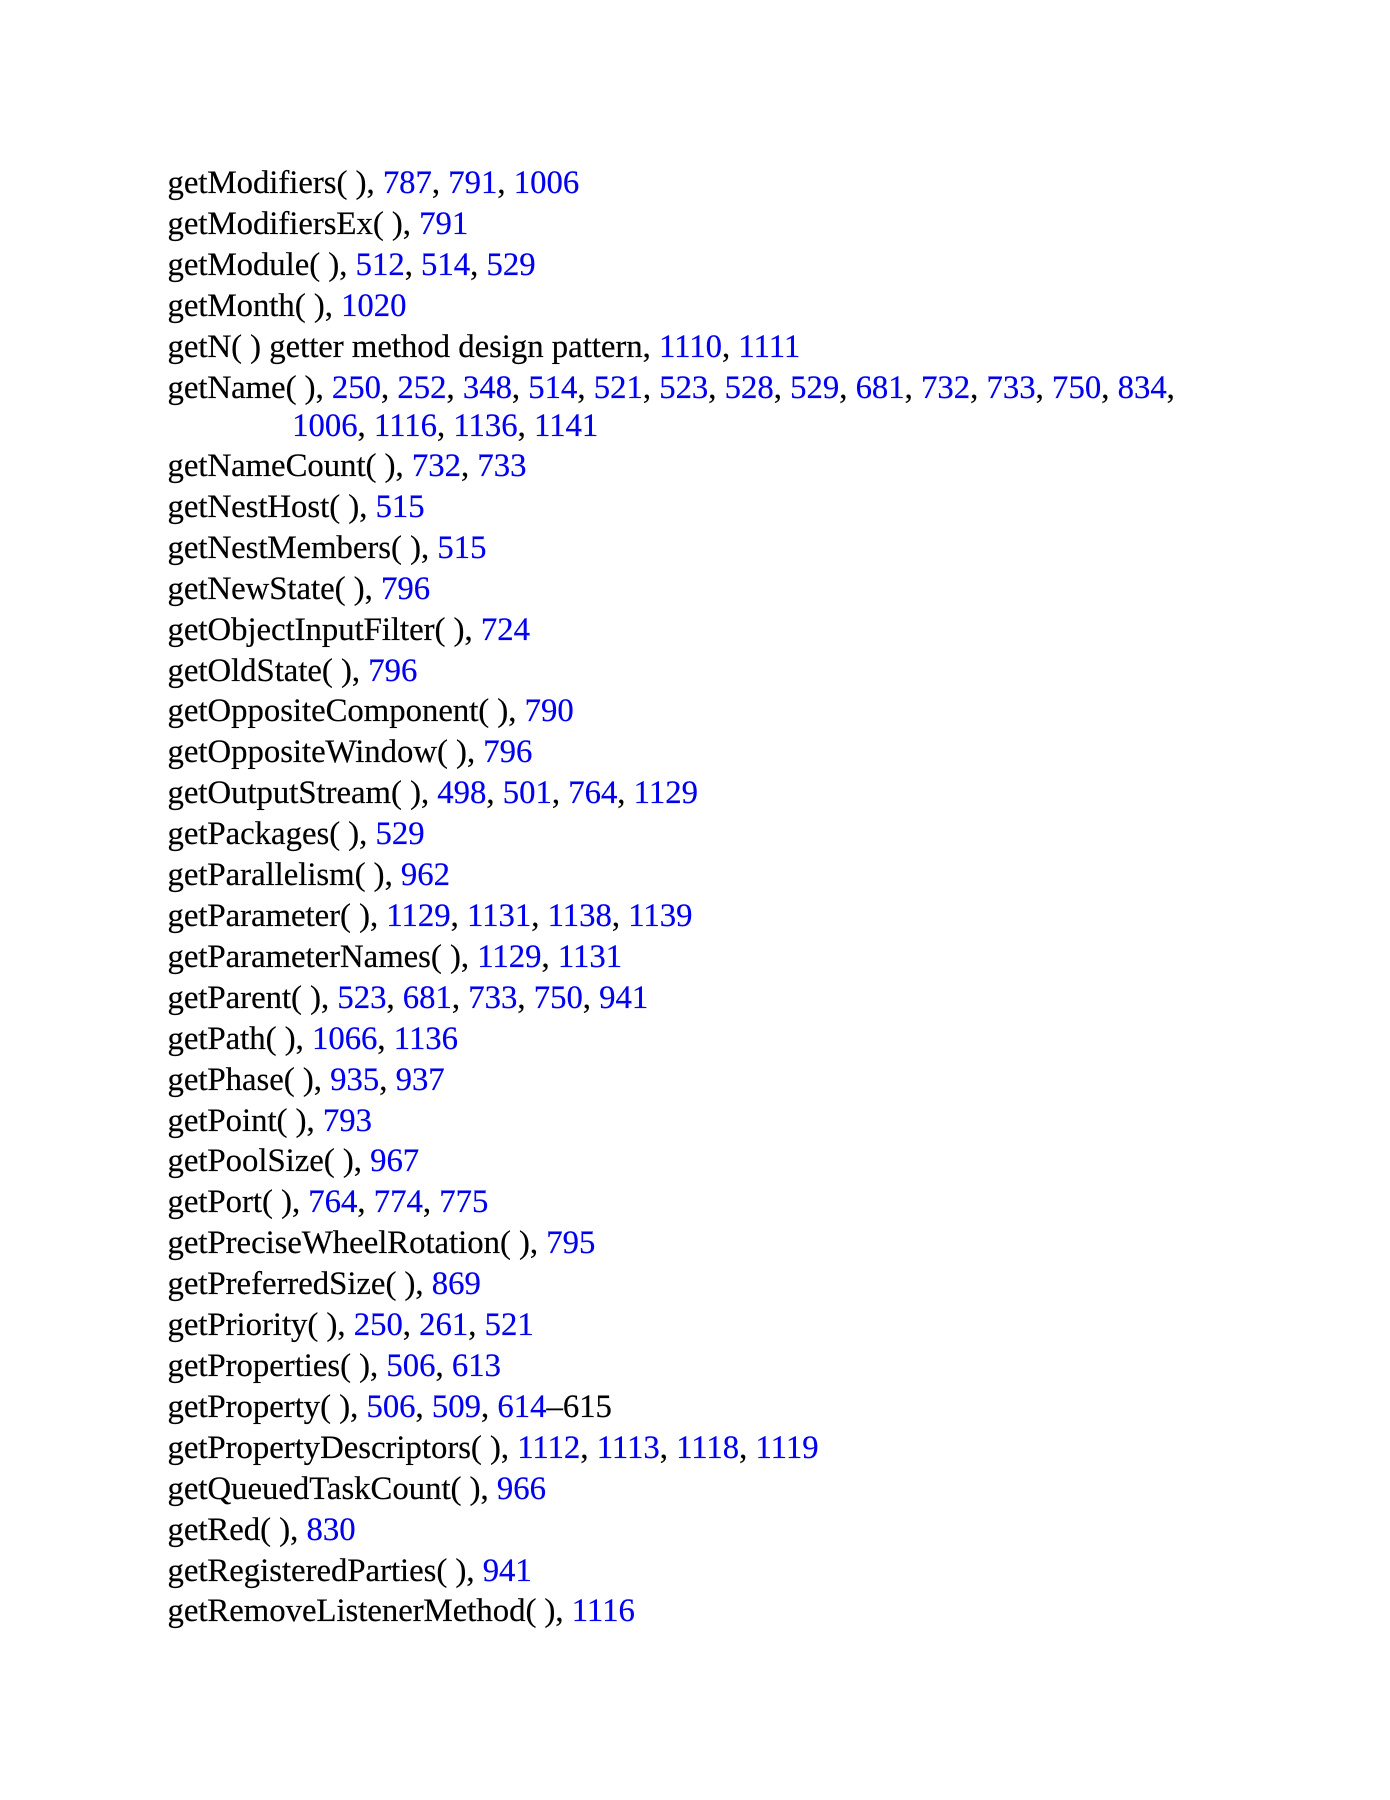 getModifiers( ), 787, 791, 1006
getModifiersEx( ), 791
getModule( ), 512, 514, 529
getMonth( ), 1020
getN( ) getter method design pattern, 1110, 1111
getName( ), 250, 252, 348, 514, 521, 523, 528, 529, 681, 732, 733, 750, 834,
1006, 1116, 1136, 1141
getNameCount( ), 732, 733
getNestHost( ), 515
getNestMembers( ), 515
getNewState( ), 796
getObjectInputFilter( ), 724
getOldState( ), 796
getOppositeComponent( ), 790
getOppositeWindow( ), 796
getOutputStream( ), 498, 501, 764, 1129
getPackages( ), 529
getParallelism( ), 962
getParameter( ), 1129, 1131, 1138, 1139
getParameterNames( ), 1129, 1131
getParent( ), 523, 681, 733, 750, 941
getPath( ), 1066, 1136
getPhase( ), 935, 937
getPoint( ), 793
getPoolSize( ), 967
getPort( ), 764, 774, 775
getPreciseWheelRotation( ), 795
getPreferredSize( ), 869
getPriority( ), 250, 261, 521
getProperties( ), 506, 613
getProperty( ), 506, 509, 614–615
getPropertyDescriptors( ), 1112, 1113, 1118, 1119
getQueuedTaskCount( ), 966
getRed( ), 830
getRegisteredParties( ), 941
getRemoveListenerMethod( ), 1116